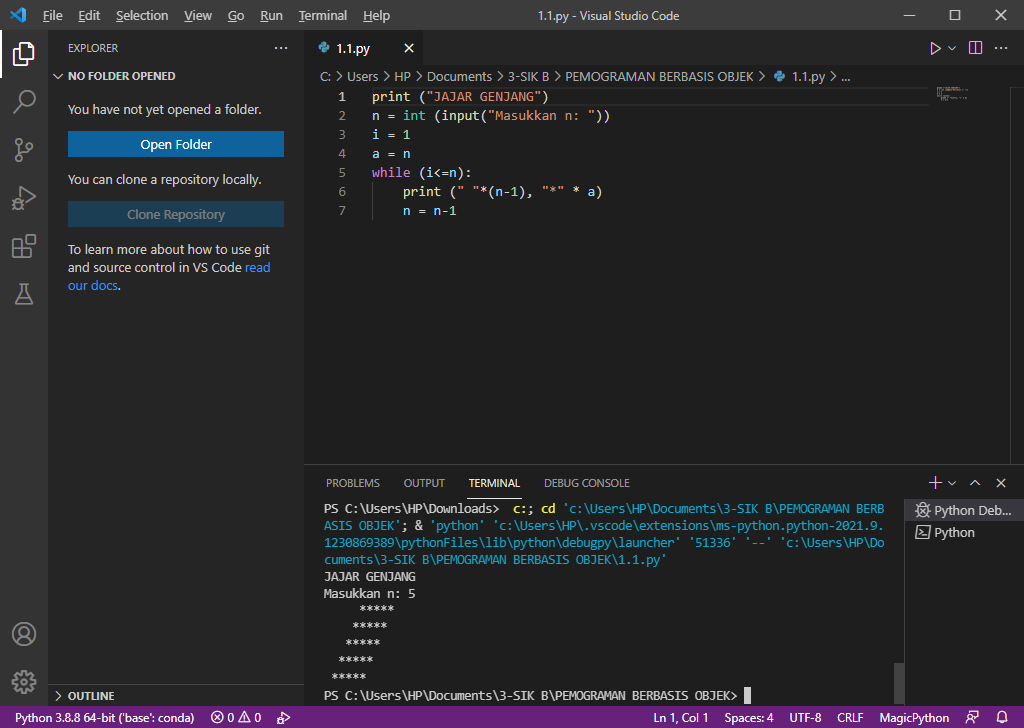 File Edit Selection View Go Run Terminal Help 1.1.py - Visual Studio Code
EXPLORER
NO FOLDER OPENED
You have not yet opened a folder.
Open Folder
You can clone a repository locally.
Clone Repository
To learn more about how to use git
and source control in VS Code read
our docs.
OUTLINE
1.1.py
C: > Users > HP > Documents > 3-SIK B > PEMOGRAMAN BERBASIS OBJEK > 1.1.py > ...
1 print ("JAJAR GENJANG")
2 n = int (input("Masukkan n: "))
3 i = 1
4 a = n
5 while (i<=n):
6     print (" "*(n-1), "*" * a)
7     n = n-1
PROBLEMS OUTPUT TERMINAL DEBUG CONSOLE
PS C:\Users\HP\Downloads>  c:; cd 'c:\Users\HP\Documents\3-SIK B\PEMOGRAMAN BERB
ASIS OBJEK'; & 'python' 'c:\Users\HP\.vscode\extensions\ms-python.python-2021.9.
1230869389\pythonFiles\lib\python\debugpy\launcher' '51336' '--' 'c:\Users\HP\Do
cuments\3-SIK B\PEMOGRAMAN BERBASIS OBJEK\1.1.py'
JAJAR GENJANG
Masukkan n: 5
     *****
    *****
   *****
  *****
 *****
PS C:\Users\HP\Documents\3-SIK B\PEMOGRAMAN BERBASIS OBJEK>
Python Deb...
Python
Python 3.8.8 64-bit ('base': conda) 0 0 Ln 1, Col 1 Spaces: 4 UTF-8 CRLF MagicPython